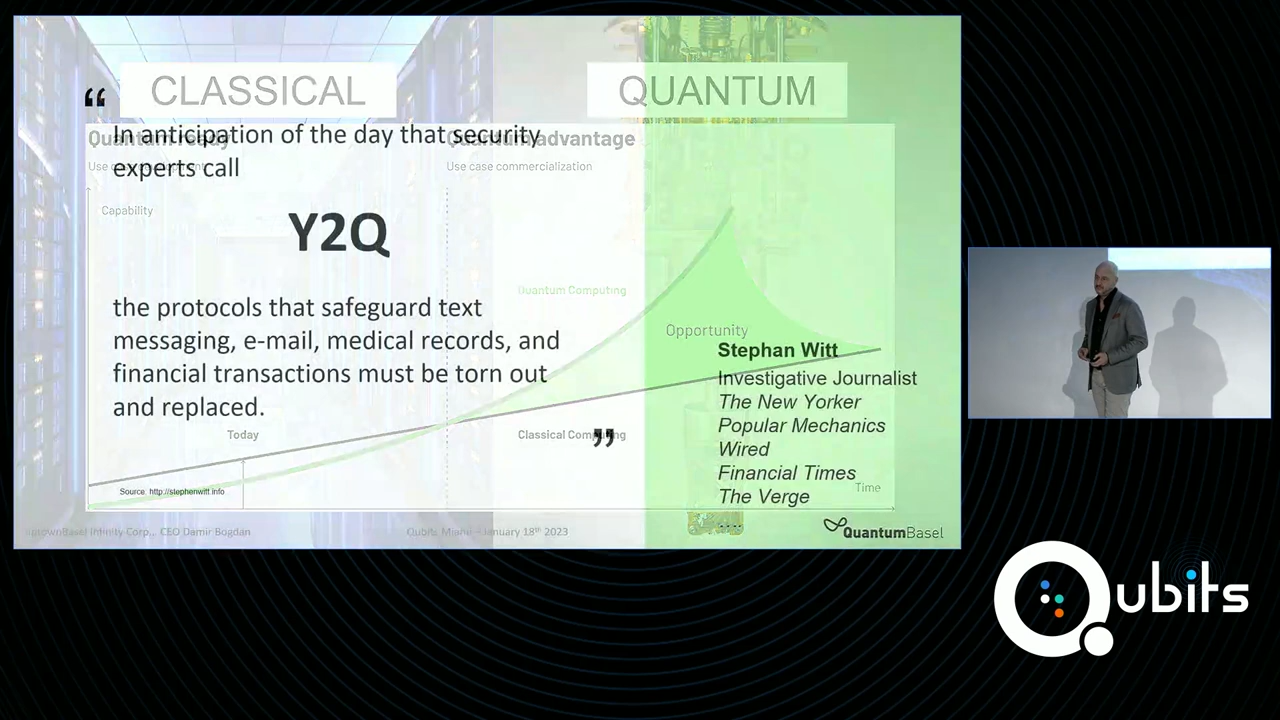 CLASSICAL
QUANTUM
“
In anticipation of the day that security
experts call
Y2Q
the protocols that safeguard text
messaging, e-mail, medical records, and
financial transactions must be torn out
and replaced.
”
Quantum ready
Quantum advantage
Use case commercialization
Capability
Quantum Computing
Opportunity
Stephan Witt
Investigative Journalist
The New Yorker
Popular Mechanics
Wired
Financial Times
The Verge
....
Today
Classical Computing
Time
Source: http://stephenwitt.info
UptownBasel Infinity Corp., CEO Damir Bogdan
Qubits Miami – January 18th 2023
QuantumBasel
Qubits